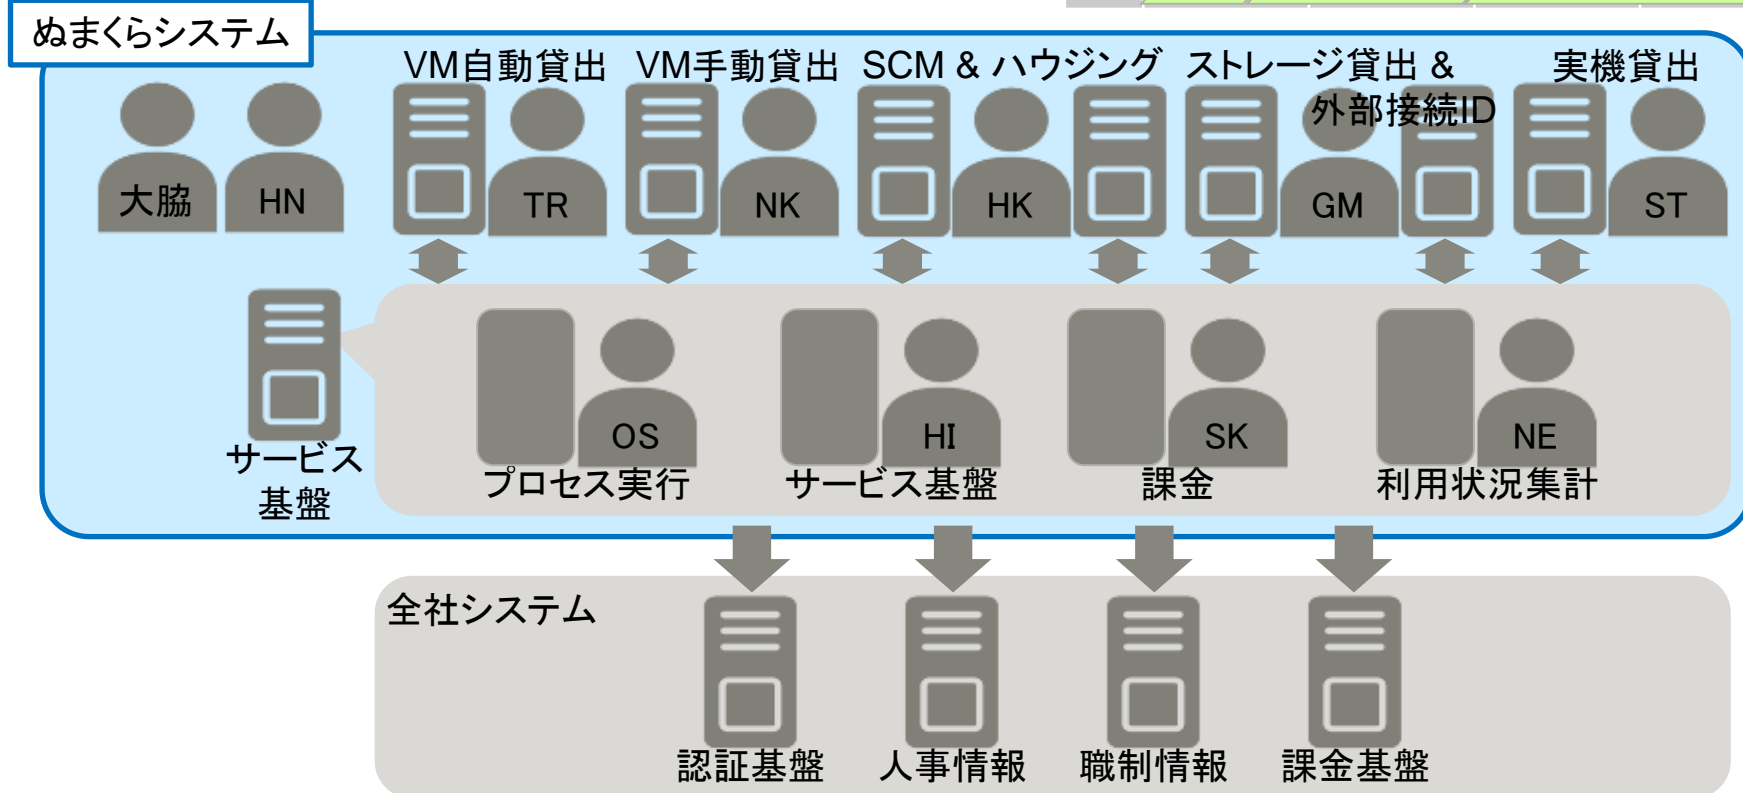 ぬまくらシステム
VM自動貸出
VM手動貸出
SCM & ハウジング
ストレージ貸出 &
外部接続ID
実機貸出
大脇
HN
TR
NK
HK
GM
ST
サービス
基盤
OS
HI
SK
NE
プロセス実行
サービス基盤
課金
利用状況集計
全社システム
認証基盤
人事情報
職制情報
課金基盤